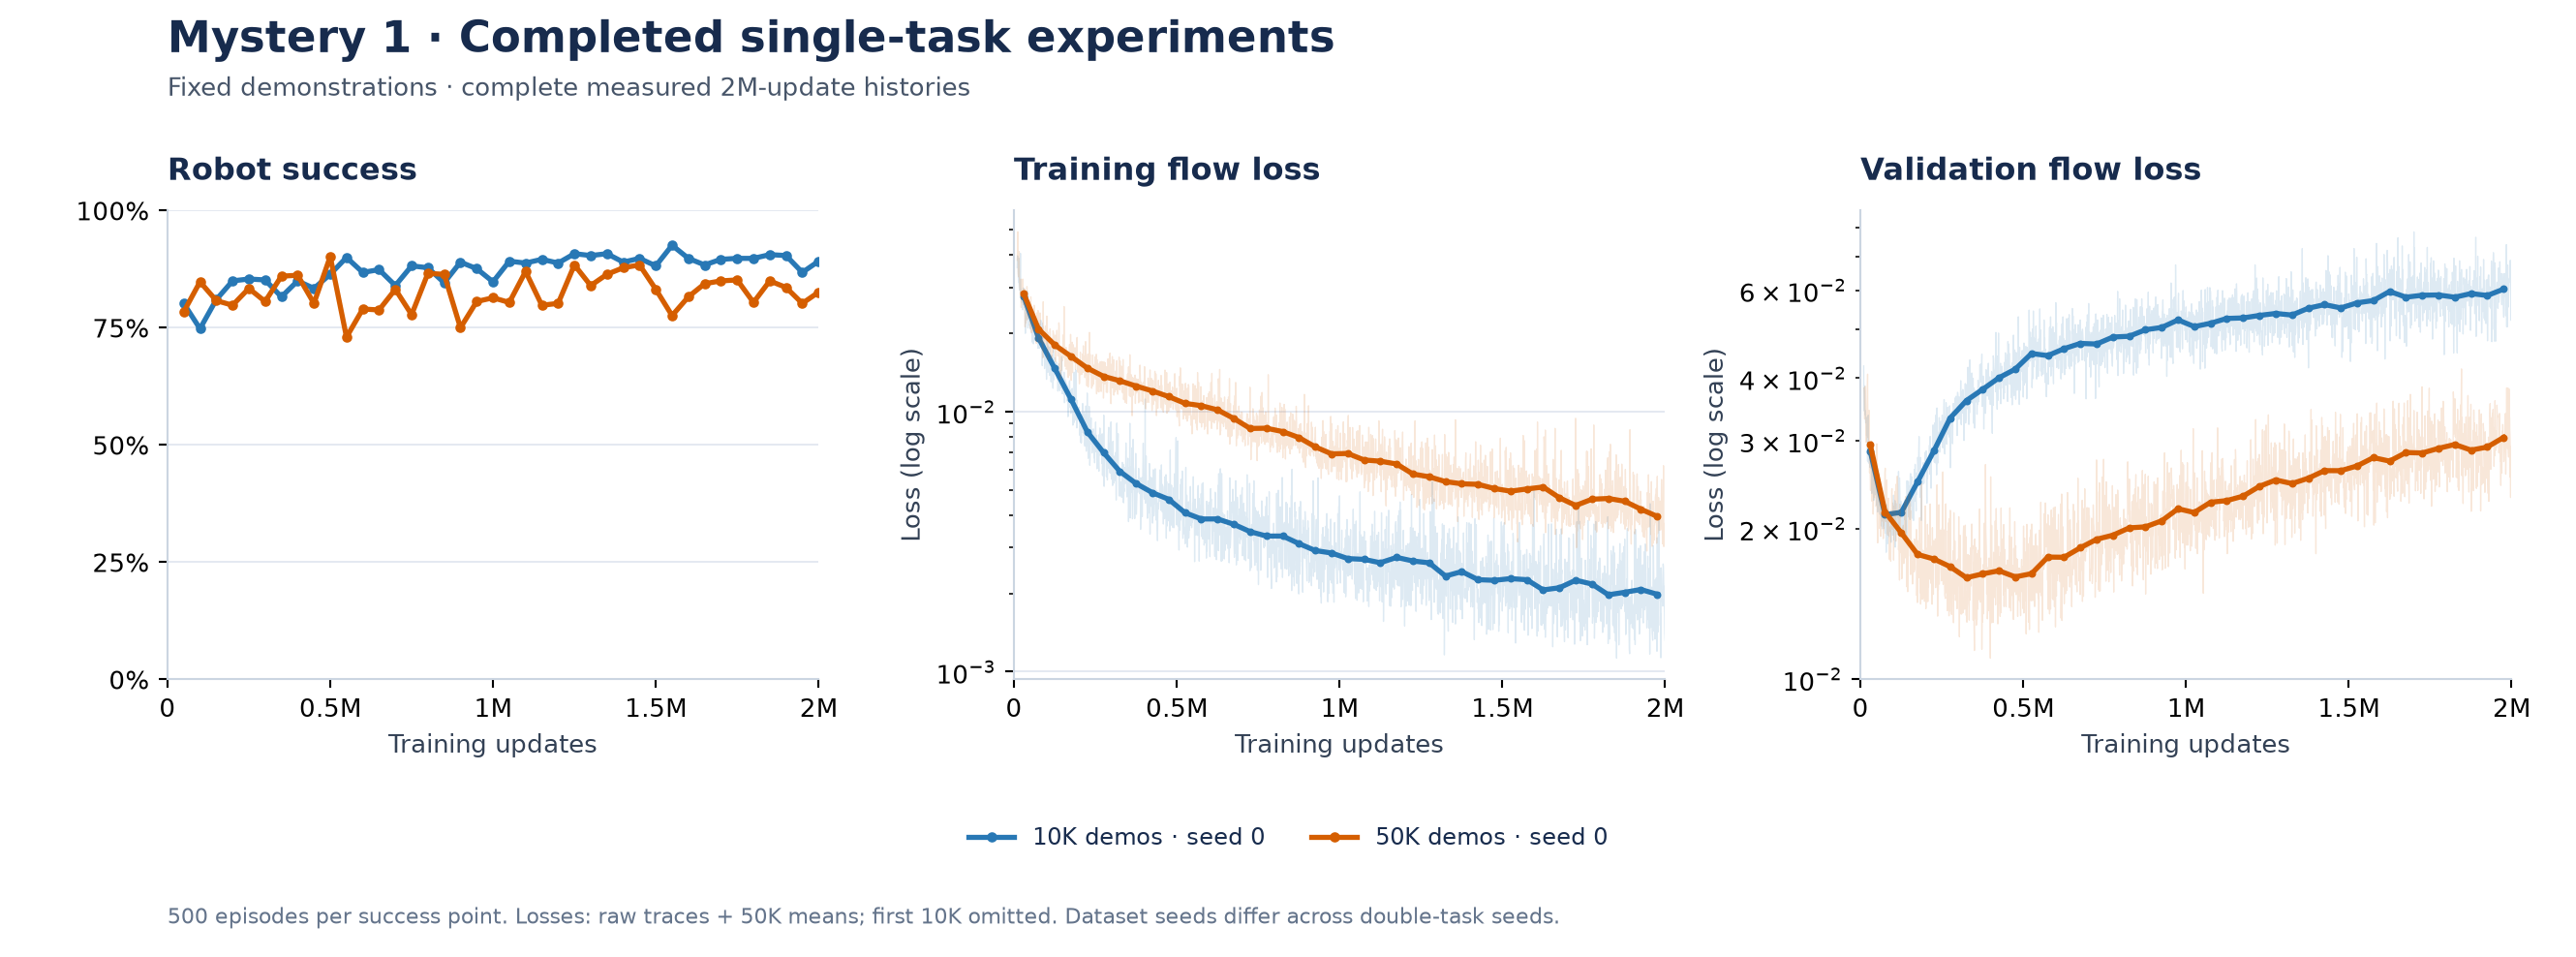 Mystery 1 · Completed single-task experiments
Fixed demonstrations · complete measured 2M-update histories
Robot success
100%
75%
50%
25%
0%
0
0.5M
1M
1.5M
2M
Training updates
Training flow loss
Loss (log scale)
10⁻²
10⁻³
0
0.5M
1M
1.5M
2M
Training updates
Validation flow loss
Loss (log scale)
6 × 10⁻²
4 × 10⁻²
3 × 10⁻²
2 × 10⁻²
10⁻²
0
0.5M
1M
1.5M
2M
Training updates
10K demos · seed 0
50K demos · seed 0
500 episodes per success point. Losses: raw traces + 50K means; first 10K omitted. Dataset seeds differ across double-task seeds.